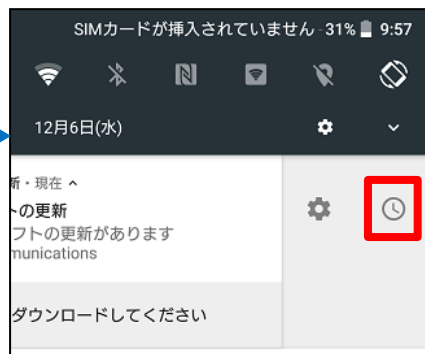 SIMカードが挿入されていません 31% 9:57
12月6日(水)
新・現在
トの更新
フトの更新があります
munications
ダウンロードしてください